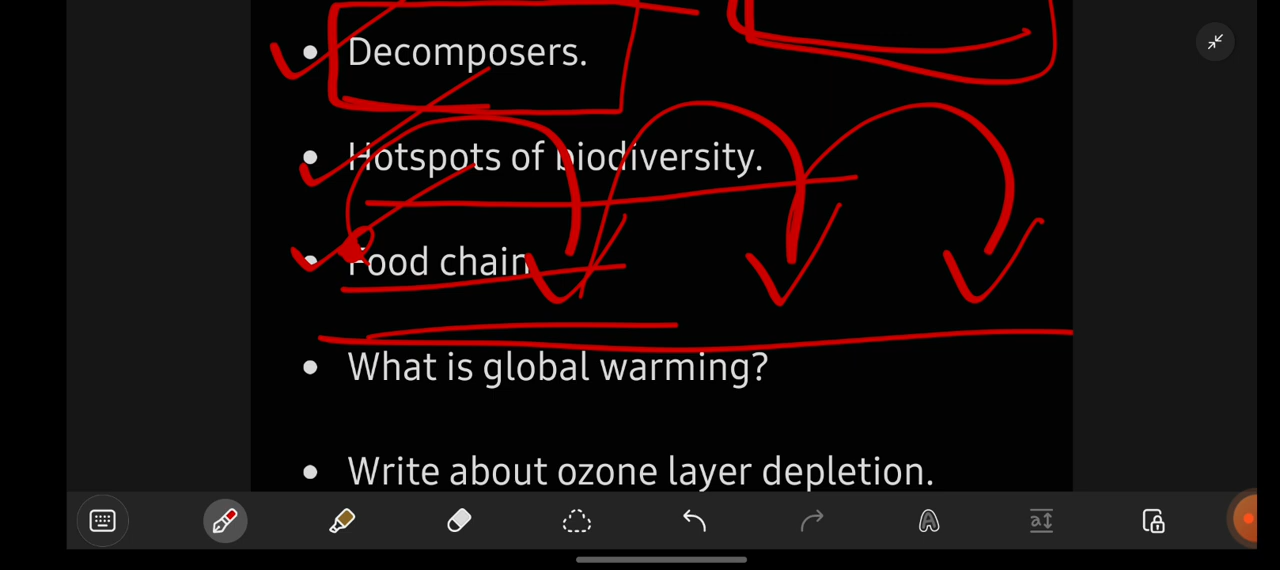 • Decomposers.
• Hotspots of biodiversity.
• Food chain
• What is global warming?
• Write about ozone layer depletion.